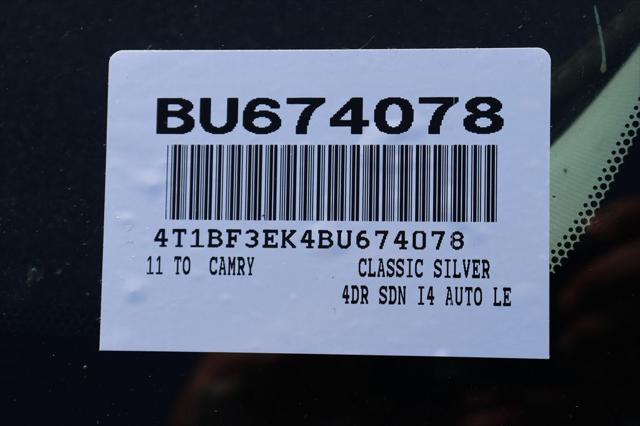 BU674078
4T1BF3EK4BU674078
11 TO CAMRY CLASSIC SILVER
4DR SDN I4 AUTO LE